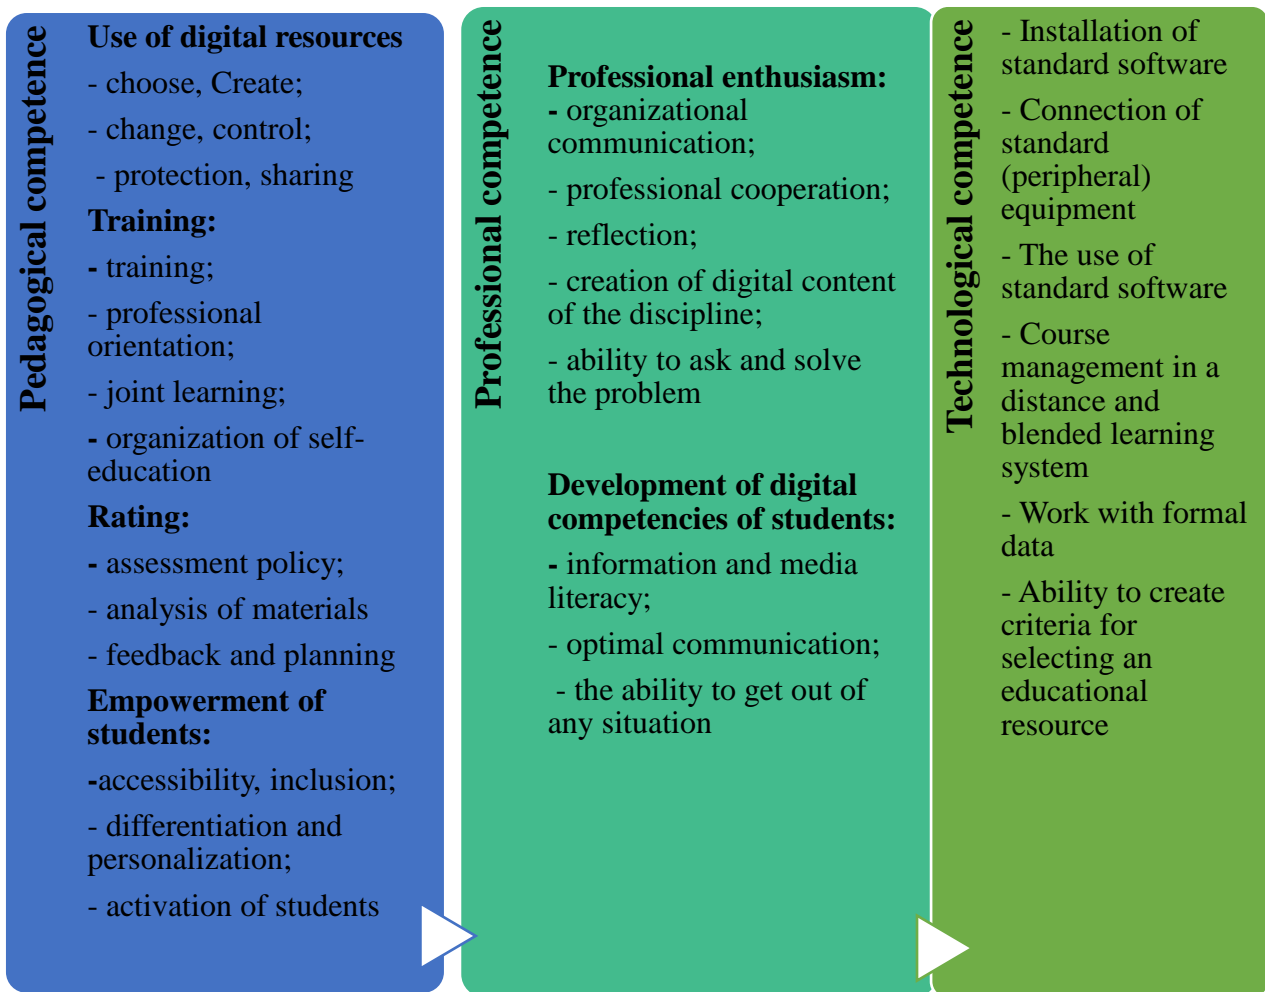 Pedagogical competence
Use of digital resources
- choose, Create;
- change, control;
- protection, sharing
Training:
- training;
- professional
orientation;
- joint learning;
- organization of self-
education
Rating:
- assessment policy;
- analysis of materials
- feedback and planning
Empowerment of
students:
-accessibility, inclusion;
- differentiation and
personalization;
- activation of students
Professional competence
Professional enthusiasm:
- organizational
communication;
- professional cooperation;
- reflection;
- creation of digital content
of the discipline;
- ability to ask and solve
the problem
Development of digital
competencies of students:
- information and media
literacy;
- optimal communication;
- the ability to get out of
any situation
Technological competence
- Installation of
standard software
- Connection of
standard
(peripheral)
equipment
- The use of
standard software
- Course
management in a
distance and
blended learning
system
- Work with formal
data
- Ability to create
criteria for
selecting an
educational
resource